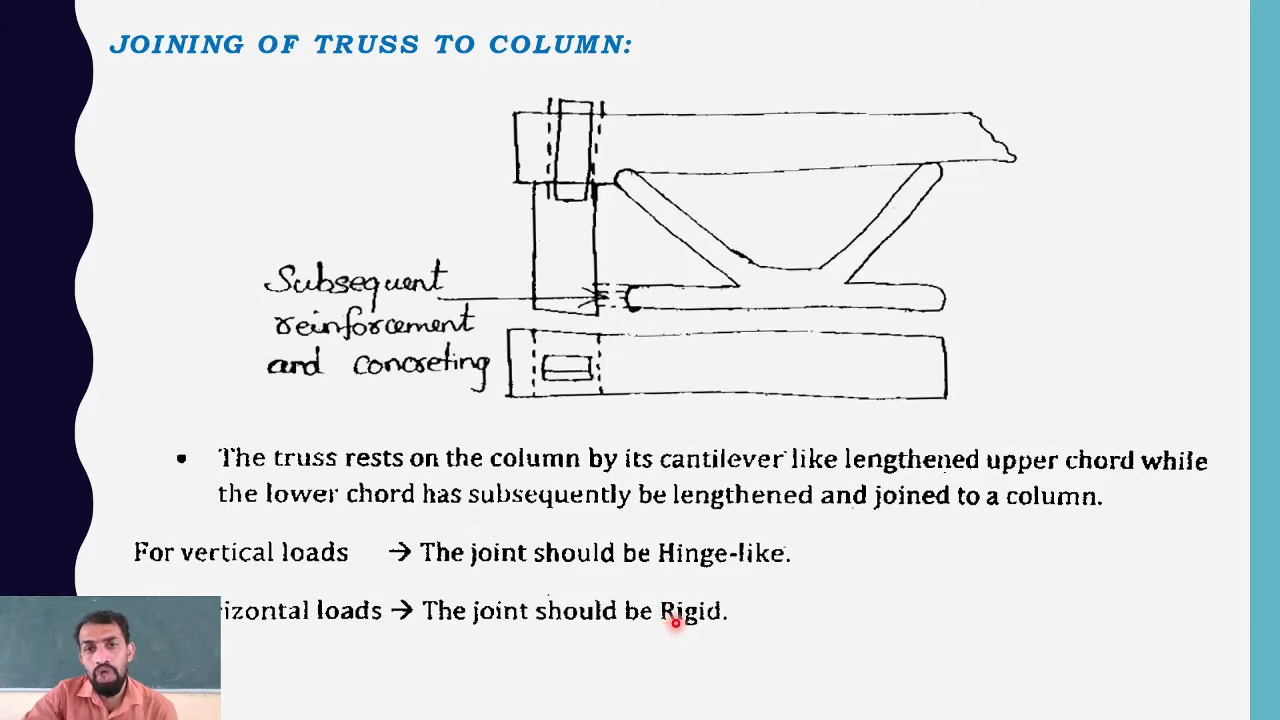 JOINING OF TRUSS TO COLUMN:
Subsequent
reinforcement
and concreting
• The truss rests on the column by its cantilever like lengthened upper chord while
the lower chord has subsequently be lengthened and joined to a column.
For vertical loads → The joint should be Hinge-like.
loads → The joint should be Rigid.